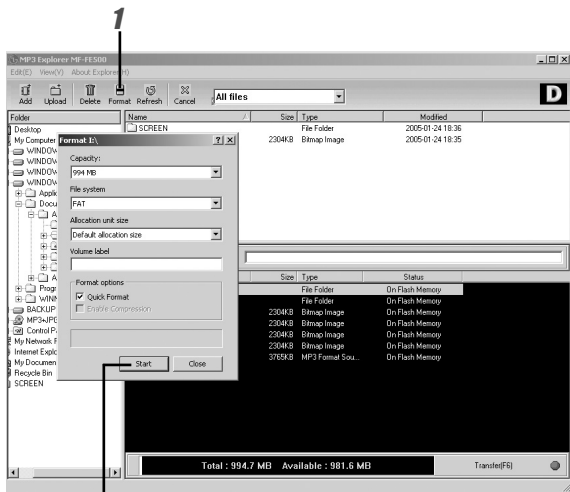 1
MP3 Explorer MF-FE500
Edit(E) View(V) About Explorer(H)
Add Upload Delete Format Refresh Cancel All files D
Folder
Name / Size Type Modified
Desktop
SCREEN File Folder 2005-01-24 18:36
My Computer
2304KB Bitmap Image 2005-01-24 18:35
Format I:\
Capacity:
994 MB
File system
FAT
Allocation unit size
Default allocation size
Volume label
Format options
Quick Format
Enable Compression
Start Close
WINDOW
WINDOW
WINDOW
WINDOW
Applic
Docu
A
A
Progr
WINN
BACKUP
MP3+JPG
Control Pa
My Network P
Internet Explo
My Documen
Recycle Bin
SCREEN
Size Type Status
File Folder On Flash Memory
File Folder On Flash Memory
2304KB Bitmap Image On Flash Memory
2304KB Bitmap Image On Flash Memory
2304KB Bitmap Image On Flash Memory
2304KB Bitmap Image On Flash Memory
3765KB MP3 Format Sou... On Flash Memory
Total : 994.7 MB Available : 981.6 MB
Transfer(F6)